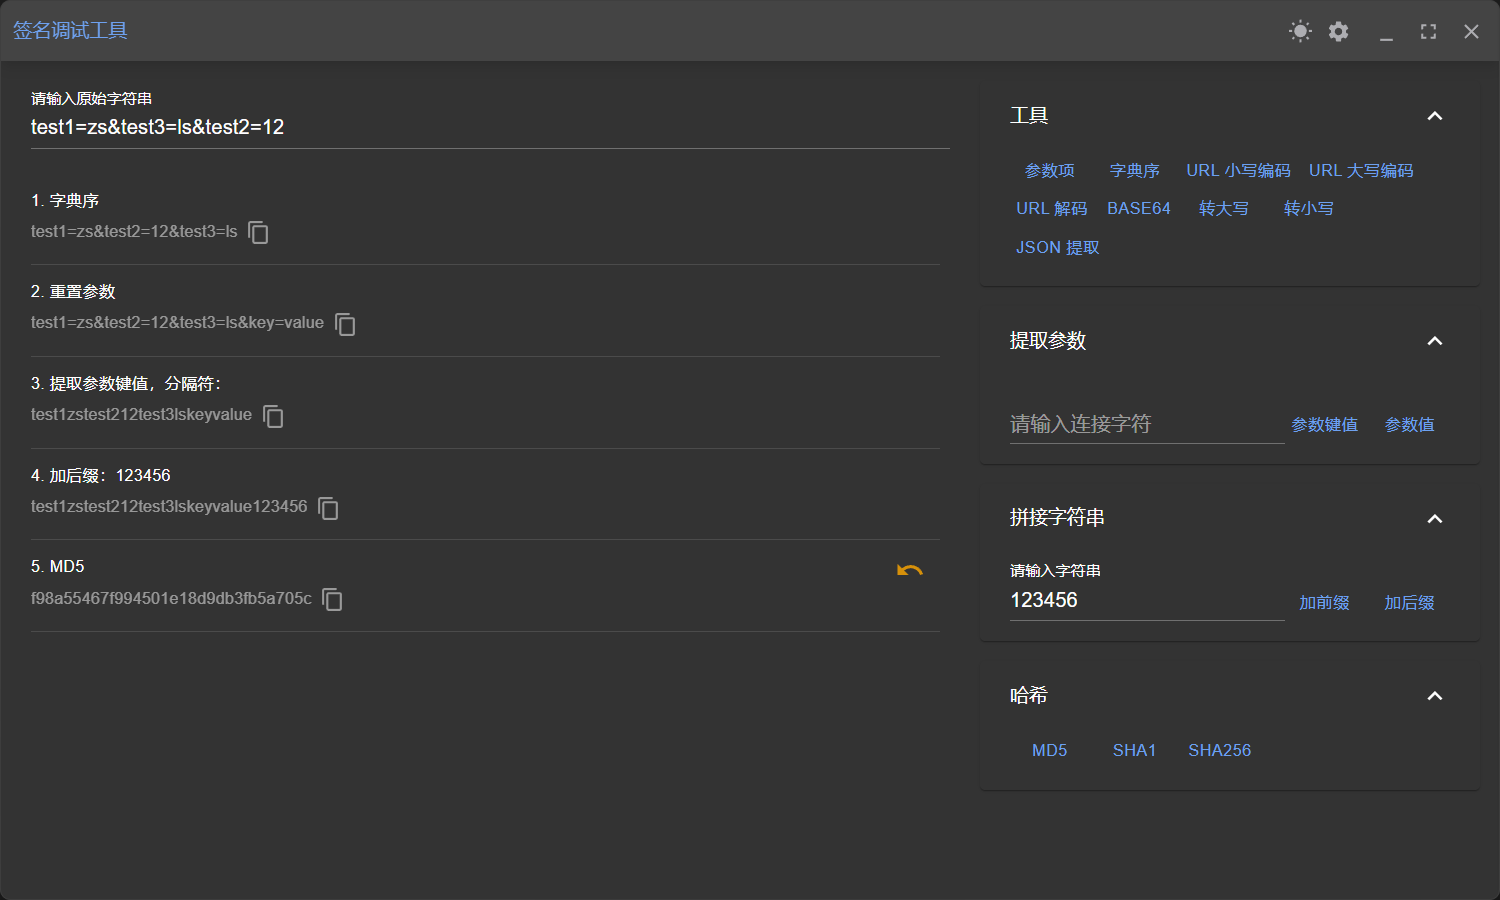 签名调试工具
请输入原始字符串
test1=zs&test3=ls&test2=12
1. 字典序
test1=zs&test2=12&test3=ls
2. 重置参数
test1=zs&test2=12&test3=ls&key=value
3. 提取参数键值，分隔符：
test1zstest212test3lskeyvalue
4. 加后缀：123456
test1zstest212test3lskeyvalue123456
5. MD5
f98a55467f994501e18d9db3fb5a705c
工具
参数项 字典序 URL 小写编码 URL 大写编码
URL 解码 BASE64 转大写 转小写
JSON 提取
提取参数
请输入连接字符 参数键值 参数值
拼接字符串
请输入字符串
123456 加前缀 加后缀
哈希
MD5 SHA1 SHA256